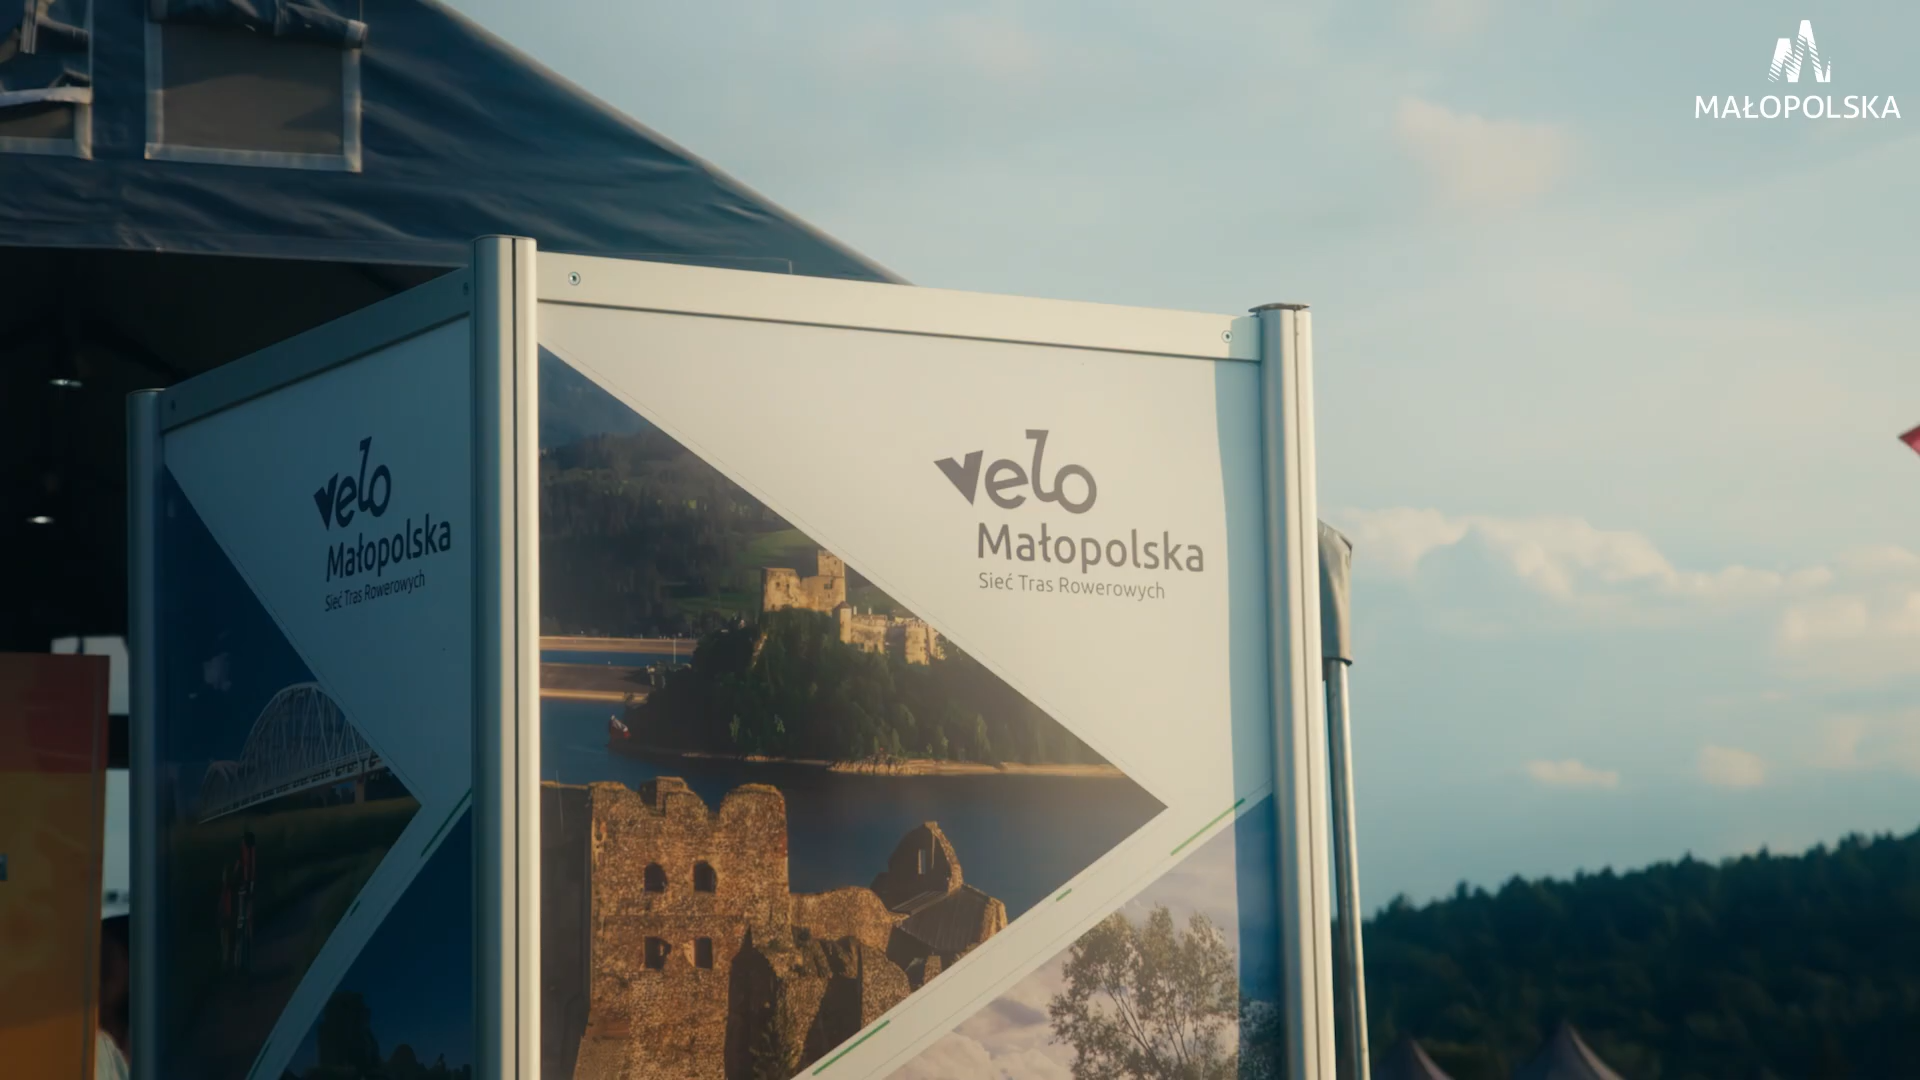 MAŁOPOLSKA
velo
Małopolska
Sieć Tras Rowerowych
velo
Małopolska
Sieć Tras Rowerowych